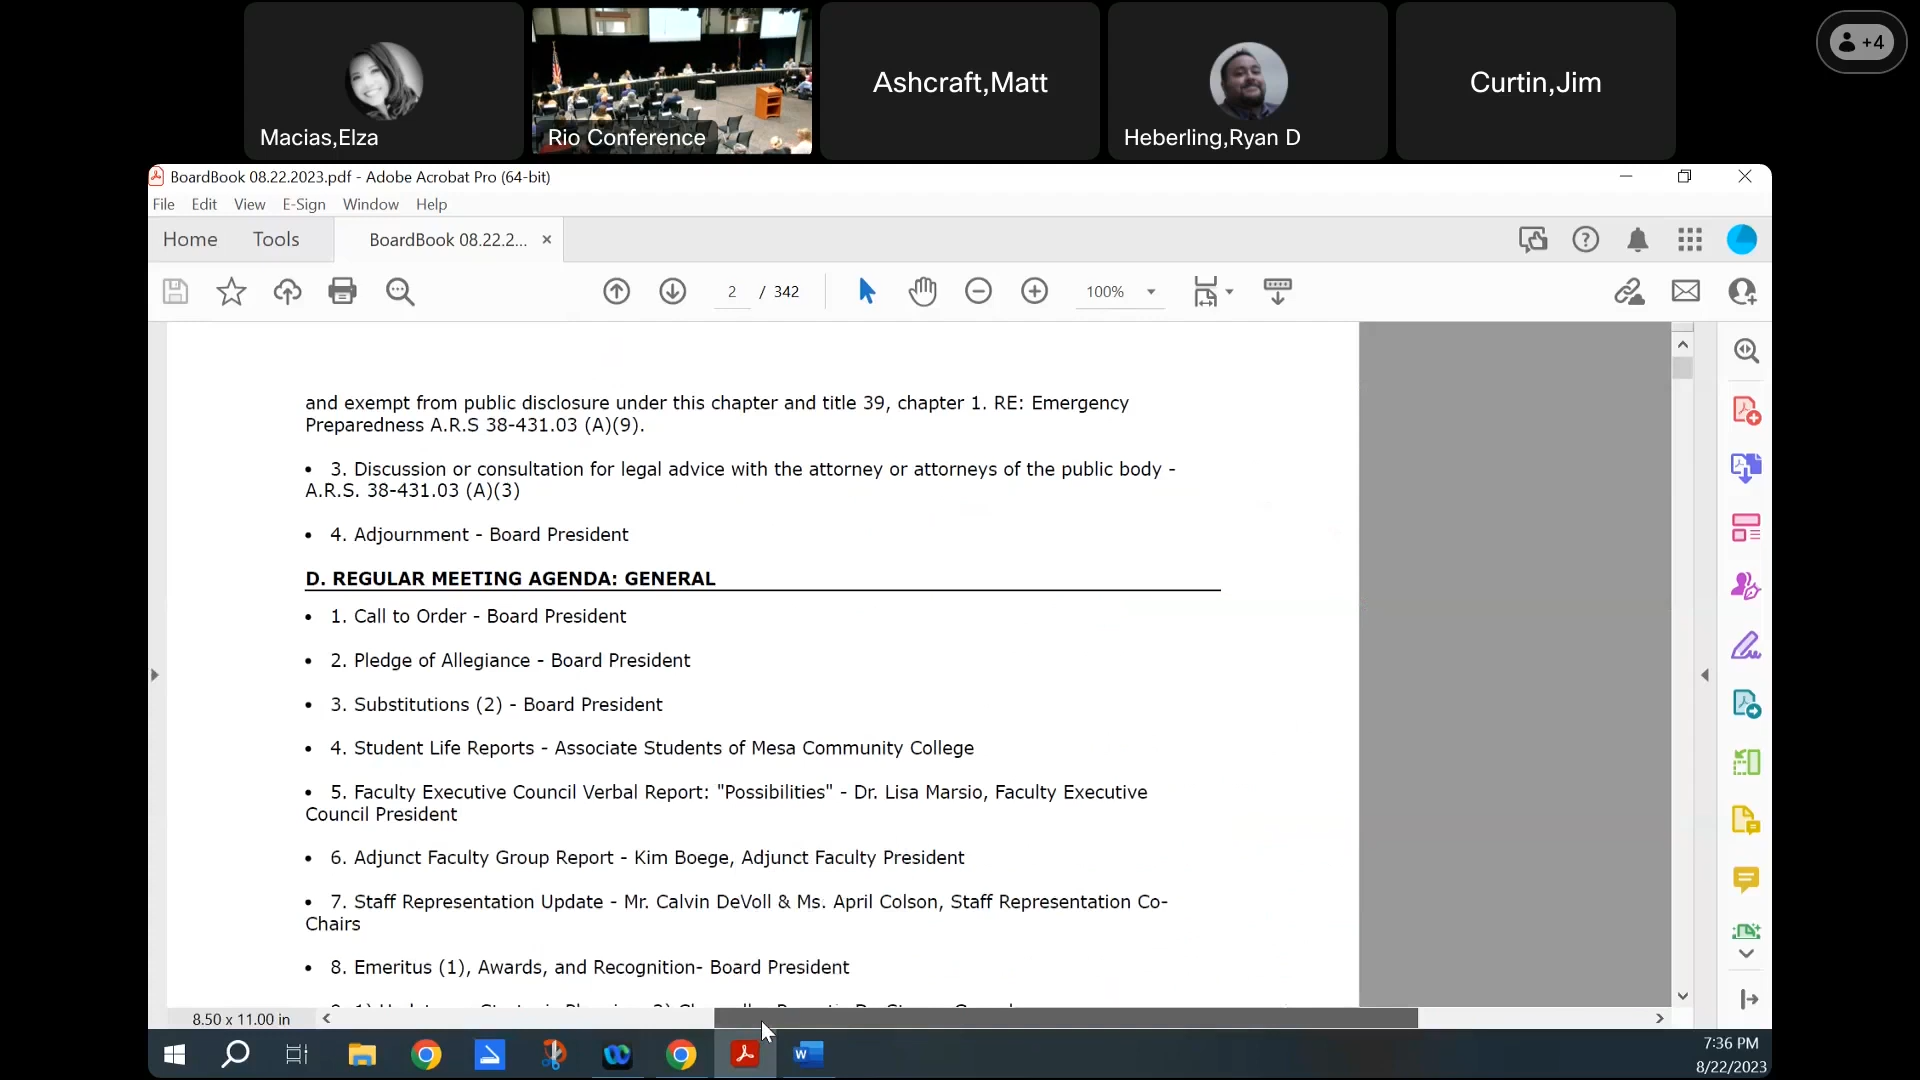 Macias,Elza
Rio Conference
Ashcraft,Matt
Heberling,Ryan D
Curtin,Jim
+4
BoardBook 08.22.2023.pdf - Adobe Acrobat Pro (64-bit)
File Edit View E-Sign Window Help
Home Tools BoardBook 08.22.2... ×
2 / 342 100%
and exempt from public disclosure under this chapter and title 39, chapter 1. RE: Emergency
Preparedness A.R.S 38-431.03 (A)(9).
• 3. Discussion or consultation for legal advice with the attorney or attorneys of the public body -
A.R.S. 38-431.03 (A)(3)
• 4. Adjournment - Board President
D. REGULAR MEETING AGENDA: GENERAL
• 1. Call to Order - Board President
• 2. Pledge of Allegiance - Board President
• 3. Substitutions (2) - Board President
• 4. Student Life Reports - Associate Students of Mesa Community College
• 5. Faculty Executive Council Verbal Report: "Possibilities" - Dr. Lisa Marsio, Faculty Executive
Council President
• 6. Adjunct Faculty Group Report - Kim Boege, Adjunct Faculty President
• 7. Staff Representation Update - Mr. Calvin DeVoll & Ms. April Colson, Staff Representation Co-
Chairs
• 8. Emeritus (1), Awards, and Recognition- Board President
8.50 x 11.00 in
7:36 PM
8/22/2023